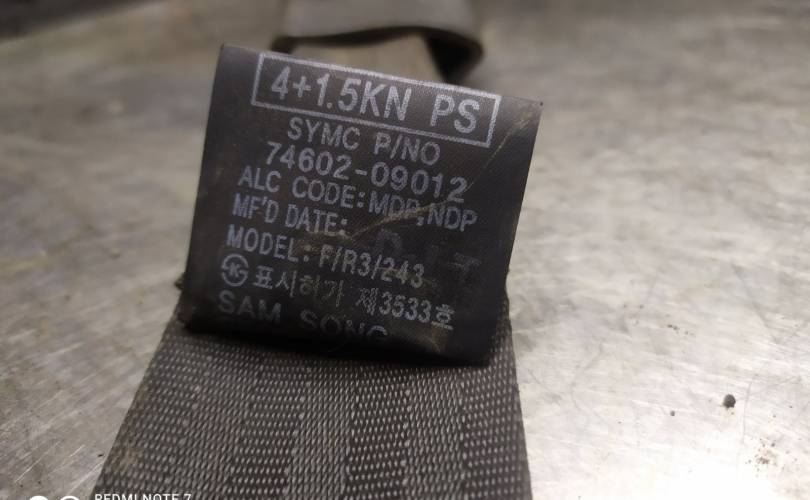 4+1.5KN PS
SYMC P/NO
74602-09012
ALC CODE:MDP,NDP
MF'D DATE:
MODEL: F/R3/243
표시허가 제3533호
SAM SONG
REDMI NOTE 7